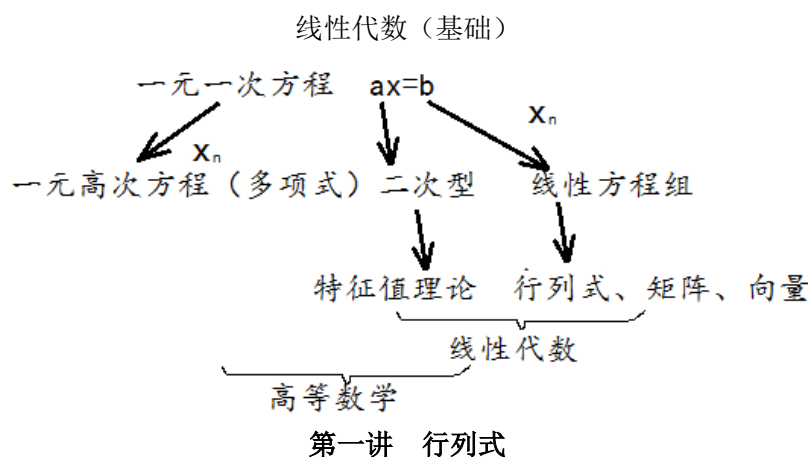 线性代数（基础）
一元一次方程 ax=b
xₙ
xₙ
一元高次方程（多项式）二次型 线性方程组
特征值理论 行列式、矩阵、向量
线性代数
高等数学
第一讲 行列式